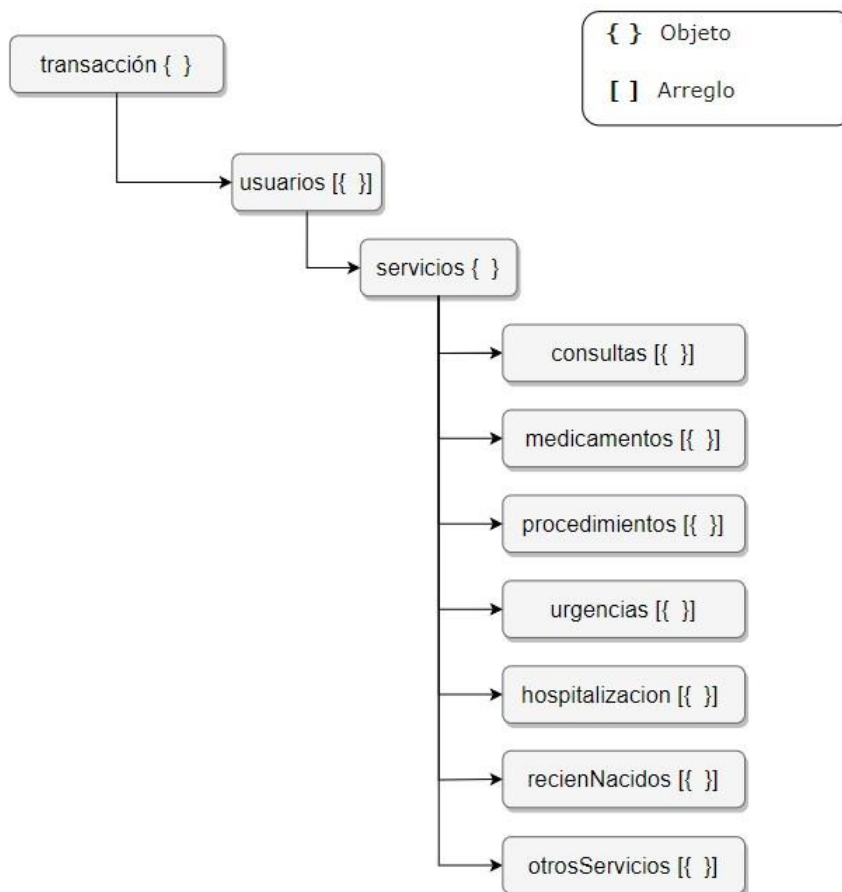 { } Objeto
transacción { }
[ ] Arreglo
usuarios [{ }]
servicios { }
consultas [{ }]
medicamentos [{ }]
procedimientos [{ }]
urgencias [{ }]
hospitalizacion [{ }]
recienNacidos [{ }]
otrosServicios [{ }]